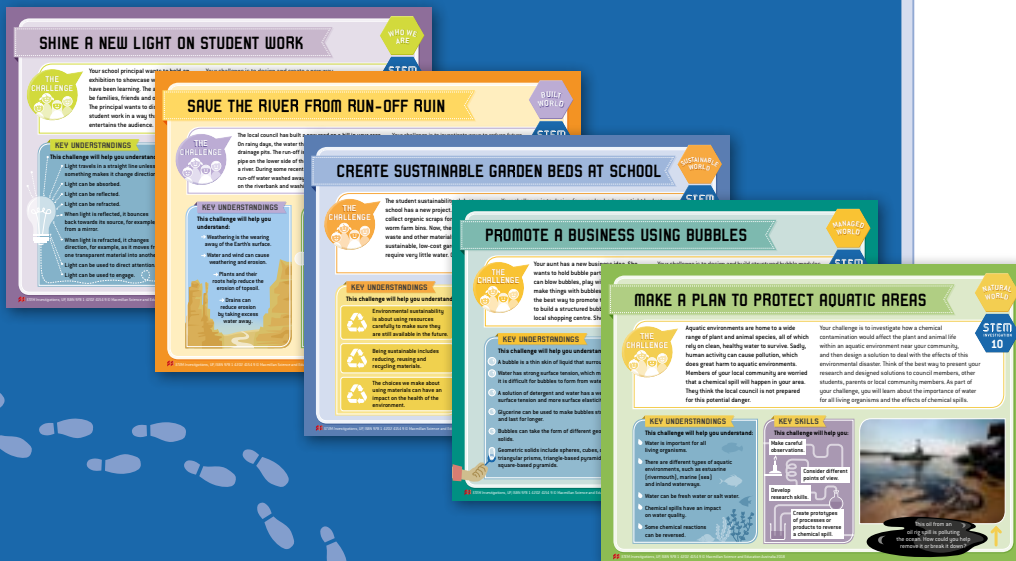 SHINE A NEW LIGHT ON STUDENT WORK
WHO WE
ARE
STEM
THE
CHALLENGE
Your school principal wants to hold an
exhibition to showcase
have been learning. The
be families, friends and
The principal wants to
student work in a way
entertains the audience.
KEY UNDERSTANDINGS
This challenge will help you understand
Light travels in a straight line unless
something makes it change direction
Light can be absorbed.
Light can be reflected.
Light can be refracted.
When light is reflected, it bounces
back towards its source, for example
from a mirror.
When light is refracted, it changes
direction, for example, as it moves
one transparent material into
Light can be used to direct
Light can be used to engage.
SAVE THE RIVER FROM RUN-OFF RUIN
BUILT
WORLD
STEM
THE
CHALLENGE
The local council has built a
On rainy days, the water
drainage pits. The run-off
pipe on the lower side of
a river. During some recent
run-off water washed away
on the riverbank and
KEY UNDERSTANDINGS
This challenge will help you
understand:
Weathering is the wearing
away of the Earth's surface.
Water and wind can cause
weathering and erosion.
Plants and their
roots help reduce the
erosion of topsoil.
Drains can
reduce erosion
by taking excess
water away.
CREATE SUSTAINABLE GARDEN BEDS AT SCHOOL
SUSTAINABLE
WORLD
STEM
THE
CHALLENGE
The student sustainability
school has a new project.
collect organic scraps for
worm farm bins. Now, the
waste and other
sustainable, low-cost
require very little water.
KEY UNDERSTANDINGS
This challenge will help you understand
Environmental sustainability
is about using resources
carefully to make sure they
are still available in the future.
Being sustainable includes
reducing, reusing and
recycling materials.
The choices we make about
using materials can have an
impact on the health of the
environment.
PROMOTE A BUSINESS USING BUBBLES
MANAGED
WORLD
THE
CHALLENGE
Your aunt has a new business idea.
wants to hold bubble
can blow bubbles, play
make things with bubbles
the best way to promote
to build a structured
local shopping centre.
KEY UNDERSTANDINGS
This challenge will help you understand
A bubble is a thin skin of liquid that
Water has strong surface tension, which
it is difficult for bubbles to form from
A solution of detergent and water has a
surface tension and more surface
Glycerine can be used to make bubbles
and last for longer.
Bubbles can take the form of different
solids.
Geometric solids include spheres, cubes,
triangular prisms, triangle-based
square-based pyramids.
MAKE A PLAN TO PROTECT AQUATIC AREAS
NATURAL
WORLD
STEM
INVESTIGATION
10
THE
CHALLENGE
Aquatic environments are home to a wide
range of plant and animal species, all of which
rely on clean, healthy water to survive. Sadly,
human activity can cause pollution, which
does great harm to aquatic environments.
Members of your local community are worried
that a chemical spill will happen in your area.
They think the local council is not prepared
for this potential danger.
Your challenge is to investigate how a chemical
contamination would affect the plant and animal life
within an aquatic environment near your community,
and then design a solution to deal with the effects of this
environmental disaster. Think of the best way to present your
research and designed solutions to council members, other
students, parents or local community members. As part of
your challenge, you will learn about the importance of water
for all living organisms and the effects of chemical spills.
KEY UNDERSTANDINGS
This challenge will help you understand:
Water is important for all
living organisms.
There are different types of aquatic
environments, such as estuarine
(rivermouth), marine (sea)
and inland waterways.
Water can be fresh water or salt water.
Chemical spills have an impact
on water quality.
Some chemical reactions
can be reversed.
KEY SKILLS
This challenge will help you:
Make careful
observations.
Consider different
points of view.
Develop
research skills.
Create prototypes
of processes or
products to reverse
a chemical spill.
This oil from an
oil rig spill is polluting
the ocean. How could you help
remove it or break it down?